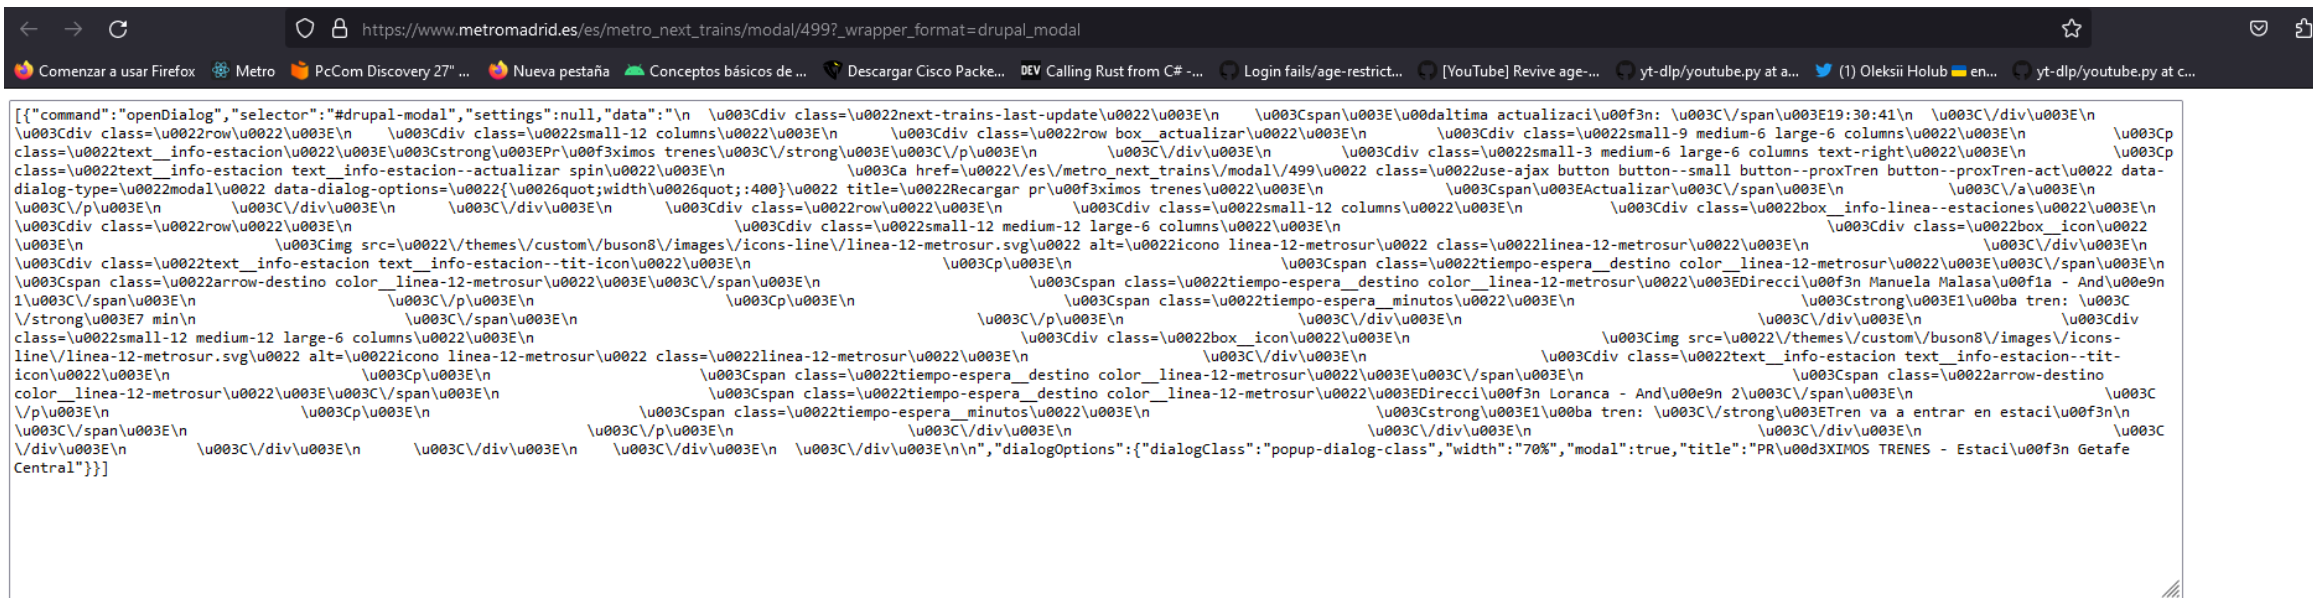 https://www.metromadrid.es/es/metro_next_trains/modal/499?_wrapper_format=drupal_modal
Comenzar a usar Firefox Metro PcCom Discovery 27" ... Nueva pestaña Conceptos básicos de ... Descargar Cisco Packe... DEV Calling Rust from C# -... Login fails/age-restrict... [YouTube] Revive age-... yt-dlp/youtube.py at a... (1) Oleksii Holub 🇺🇦 en... yt-dlp/youtube.py at c...
[{"command":"openDialog","selector":"#drupal-modal","settings":null,"data":"\n \u003Cdiv class=\u0022next-trains-last-update\u0022\u003E\n \u003Cspan\u003E\u00daltima actualizaci\u00f3n: \u003C\/span\u003E19:30:41\n \u003C\/div\u003E\n
\u003Cdiv class=\u0022row\u0022\u003E\n \u003Cdiv class=\u0022small-12 columns\u0022\u003E\n \u003Cdiv class=\u0022row box__actualizar\u0022\u003E\n \u003Cdiv class=\u0022small-9 medium-6 large-6 columns\u0022\u003E\n \u003Cp
class=\u0022text__info-estacion\u0022\u003E\u003Cstrong\u003EPr\u00f3ximos trenes\u003C\/strong\u003E\u003C\/p\u003E\n \u003C\/div\u003E\n \u003Cdiv class=\u0022small-3 medium-6 large-6 columns text-right\u0022\u003E\n \u003Cp
class=\u0022text__info-estacion text__info-estacion--actualizar spin\u0022\u003E\n \u003Ca href=\u0022\/es\/metro_next_trains\/modal\/499\u0022 class=\u0022use-ajax button button--small button--proxTren button--proxTren-act\u0022 data-
dialog-type=\u0022modal\u0022 data-dialog-options=\u0022{\u0026quot;width\u0026quot;:400}\u0022 title=\u0022Recargar pr\u00f3ximos trenes\u0022\u003E\n \u003Cspan\u003EActualizar\u003C\/span\u003E\n \u003C\/a\u003E\n
\u003C\/p\u003E\n \u003C\/div\u003E\n \u003C\/div\u003E\n \u003Cdiv class=\u0022row\u0022\u003E\n \u003Cdiv class=\u0022small-12 columns\u0022\u003E\n \u003Cdiv class=\u0022box__info-linea--estaciones\u0022\u003E\n
\u003Cdiv class=\u0022row\u0022\u003E\n \u003Cdiv class=\u0022small-12 medium-12 large-6 columns\u0022\u003E\n \u003Cdiv class=\u0022box__icon\u0022
\u003E\n \u003Cimg src=\u0022\/themes\/custom\/buson8\/images\/icons-line\/linea-12-metrosur.svg\u0022 alt=\u0022icono linea-12-metrosur\u0022 class=\u0022linea-12-metrosur\u0022\u003E\n \u003C\/div\u003E\n
\u003Cdiv class=\u0022text__info-estacion text__info-estacion--tit-icon\u0022\u003E\n \u003Cp\u003E\n \u003Cspan class=\u0022tiempo-espera__destino color__linea-12-metrosur\u0022\u003E\u003C\/span\u003E\n
\u003Cspan class=\u0022arrow-destino color__linea-12-metrosur\u0022\u003E\u003C\/span\u003E\n \u003Cspan class=\u0022tiempo-espera__destino color__linea-12-metrosur\u0022\u003EDirecci\u00f3n Manuela Malasa\u00f1a - And\u00e9n
1\u003C\/span\u003E\n \u003C\/p\u003E\n \u003Cp\u003E\n \u003Cspan class=\u0022tiempo-espera__minutos\u0022\u003E\n \u003Cstrong\u003E1\u00ba tren: \u003C
\/strong\u003E7 min\n \u003C\/span\u003E\n \u003C\/p\u003E\n \u003C\/div\u003E\n \u003C\/div\u003E\n \u003Cdiv
class=\u0022small-12 medium-12 large-6 columns\u0022\u003E\n \u003Cdiv class=\u0022box__icon\u0022\u003E\n \u003Cimg src=\u0022\/themes\/custom\/buson8\/images\/icons-
line\/linea-12-metrosur.svg\u0022 alt=\u0022icono linea-12-metrosur\u0022 class=\u0022linea-12-metrosur\u0022\u003E\n \u003C\/div\u003E\n \u003Cdiv class=\u0022text__info-estacion text__info-estacion--tit-
icon\u0022\u003E\n \u003Cp\u003E\n \u003Cspan class=\u0022tiempo-espera__destino color__linea-12-metrosur\u0022\u003E\u003C\/span\u003E\n \u003Cspan class=\u0022arrow-destino
color__linea-12-metrosur\u0022\u003E\u003C\/span\u003E\n \u003Cspan class=\u0022tiempo-espera__destino color__linea-12-metrosur\u0022\u003EDirecci\u00f3n Loranca - And\u00e9n 2\u003C\/span\u003E\n \u003C
\/p\u003E\n \u003Cp\u003E\n \u003Cspan class=\u0022tiempo-espera__minutos\u0022\u003E\n \u003Cstrong\u003E1\u00ba tren: \u003C\/strong\u003ETren va a entrar en estaci\u00f3n\n
\u003C\/span\u003E\n \u003C\/p\u003E\n \u003C\/div\u003E\n \u003C\/div\u003E\n \u003C\/div\u003E\n \u003C
\/div\u003E\n \u003C\/div\u003E\n \u003C\/div\u003E\n \u003C\/div\u003E\n \u003C\/div\u003E\n\n","dialogOptions":{"dialogClass":"popup-dialog-class","width":"70%","modal":true,"title":"PR\u00d3XIMOS TRENES - Estaci\u00f3n Getafe
Central"}}]